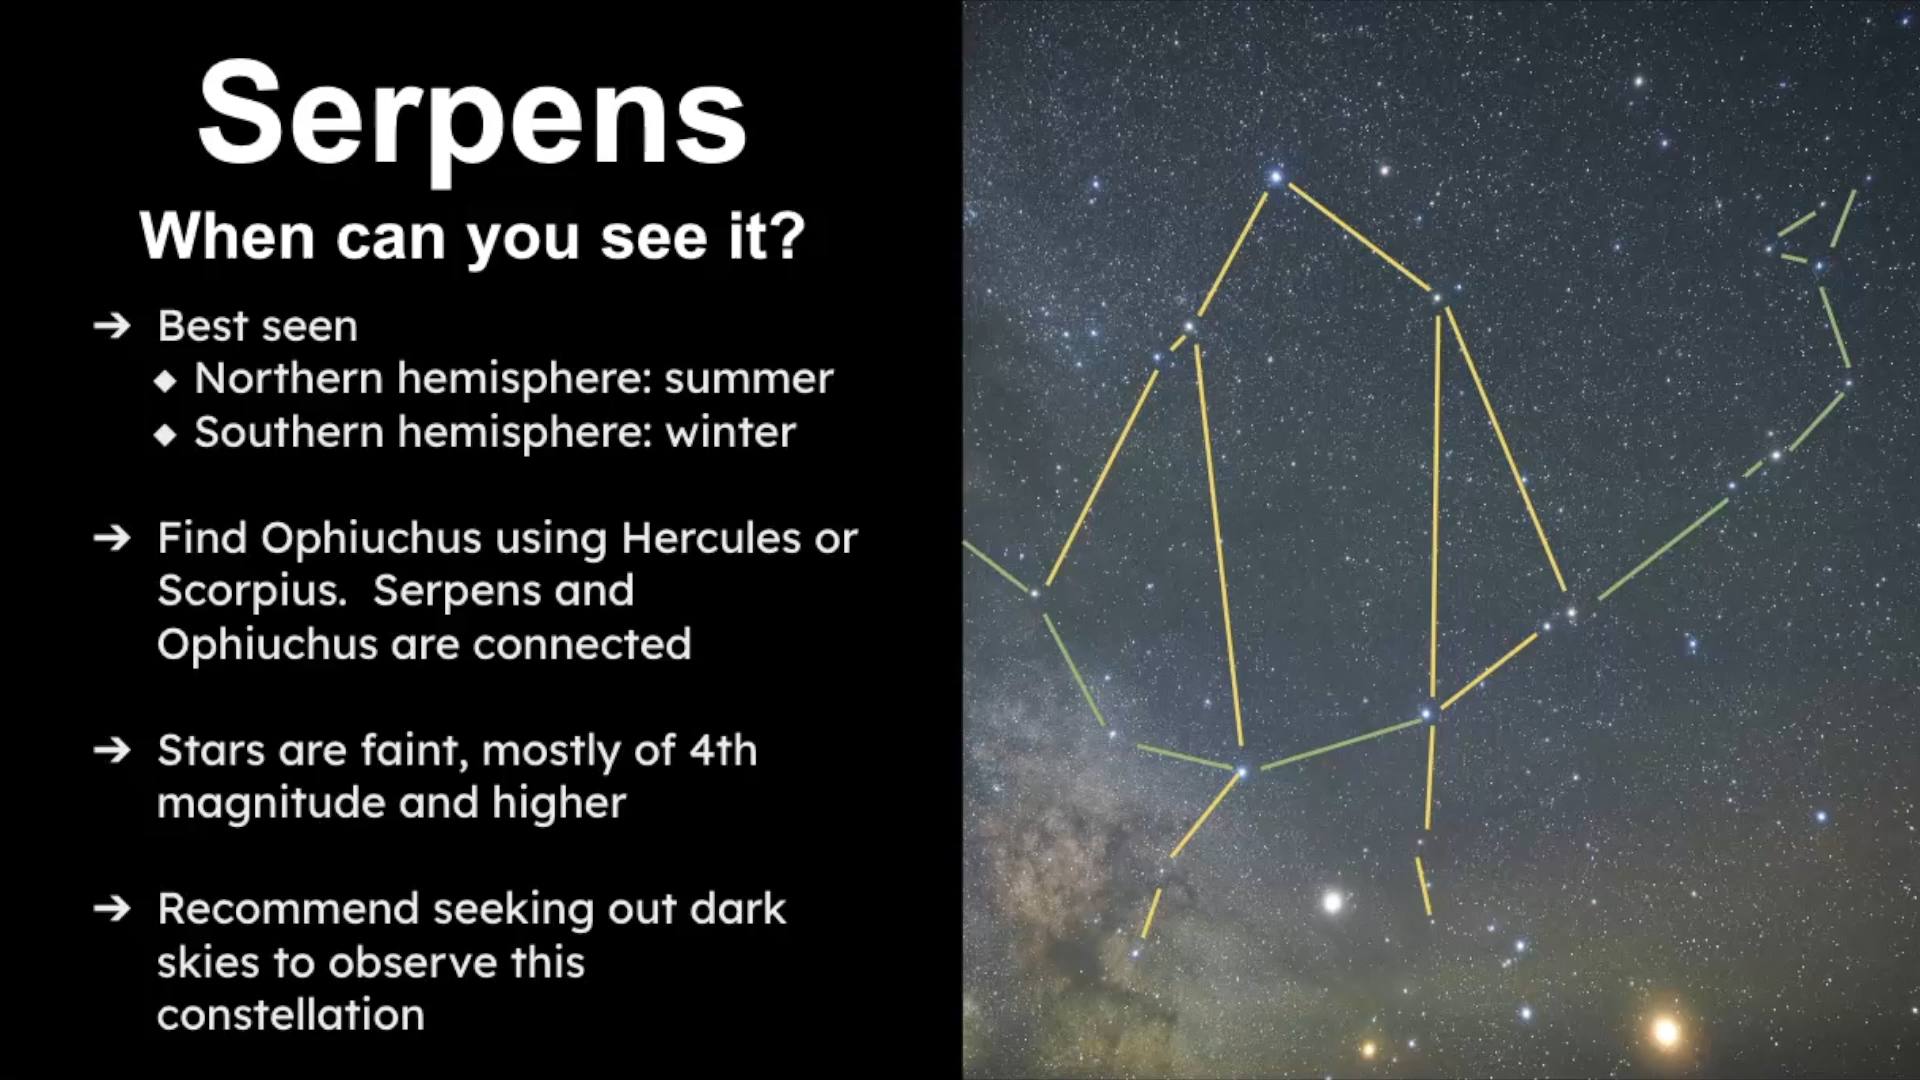 Serpens
When can you see it?
➔ Best seen
◆ Northern hemisphere: summer
◆ Southern hemisphere: winter
➔ Find Ophiuchus using Hercules or
Scorpius.  Serpens and
Ophiuchus are connected
➔ Stars are faint, mostly of 4th
magnitude and higher
➔ Recommend seeking out dark
skies to observe this
constellation